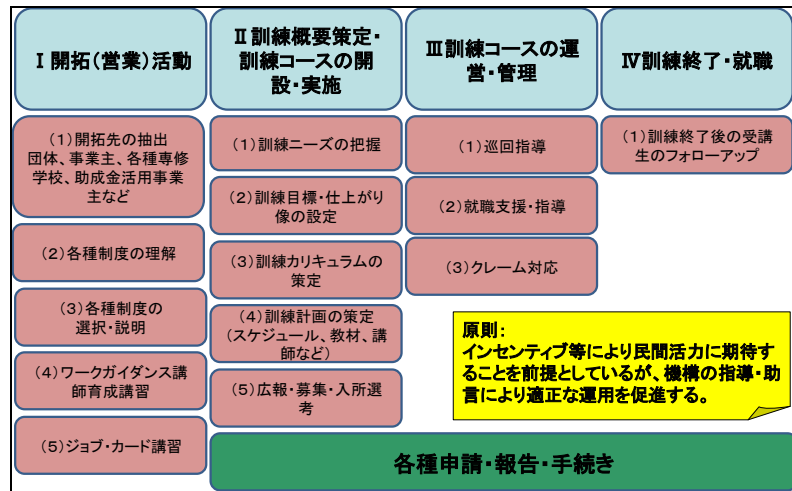 Ⅰ開拓(営業)活動
(1)開拓先の抽出
団体、事業主、各種専修
学校、助成金活用事業
主など
(2)各種制度の理解
(3)各種制度の
選択・説明
(4)ワークガイダンス講
師育成講習
(5)ジョブ・カード講習
Ⅱ訓練概要策定・
訓練コースの開
設・実施
(1)訓練ニーズの把握
(2)訓練目標・仕上がり
像の設定
(3)訓練カリキュラムの
策定
(4)訓練計画の策定
(スケジュール、教材、講
師など)
(5)広報・募集・入所選
考
Ⅲ訓練コースの運
営・管理
(1)巡回指導
(2)就職支援・指導
(3)クレーム対応
Ⅳ訓練終了・就職
(1)訓練終了後の受講
生のフォローアップ
原則:
インセンティブ等により民間活力に期待す
ることを前提としているが、機構の指導・助
言により適正な運用を促進する。
各種申請・報告・手続き